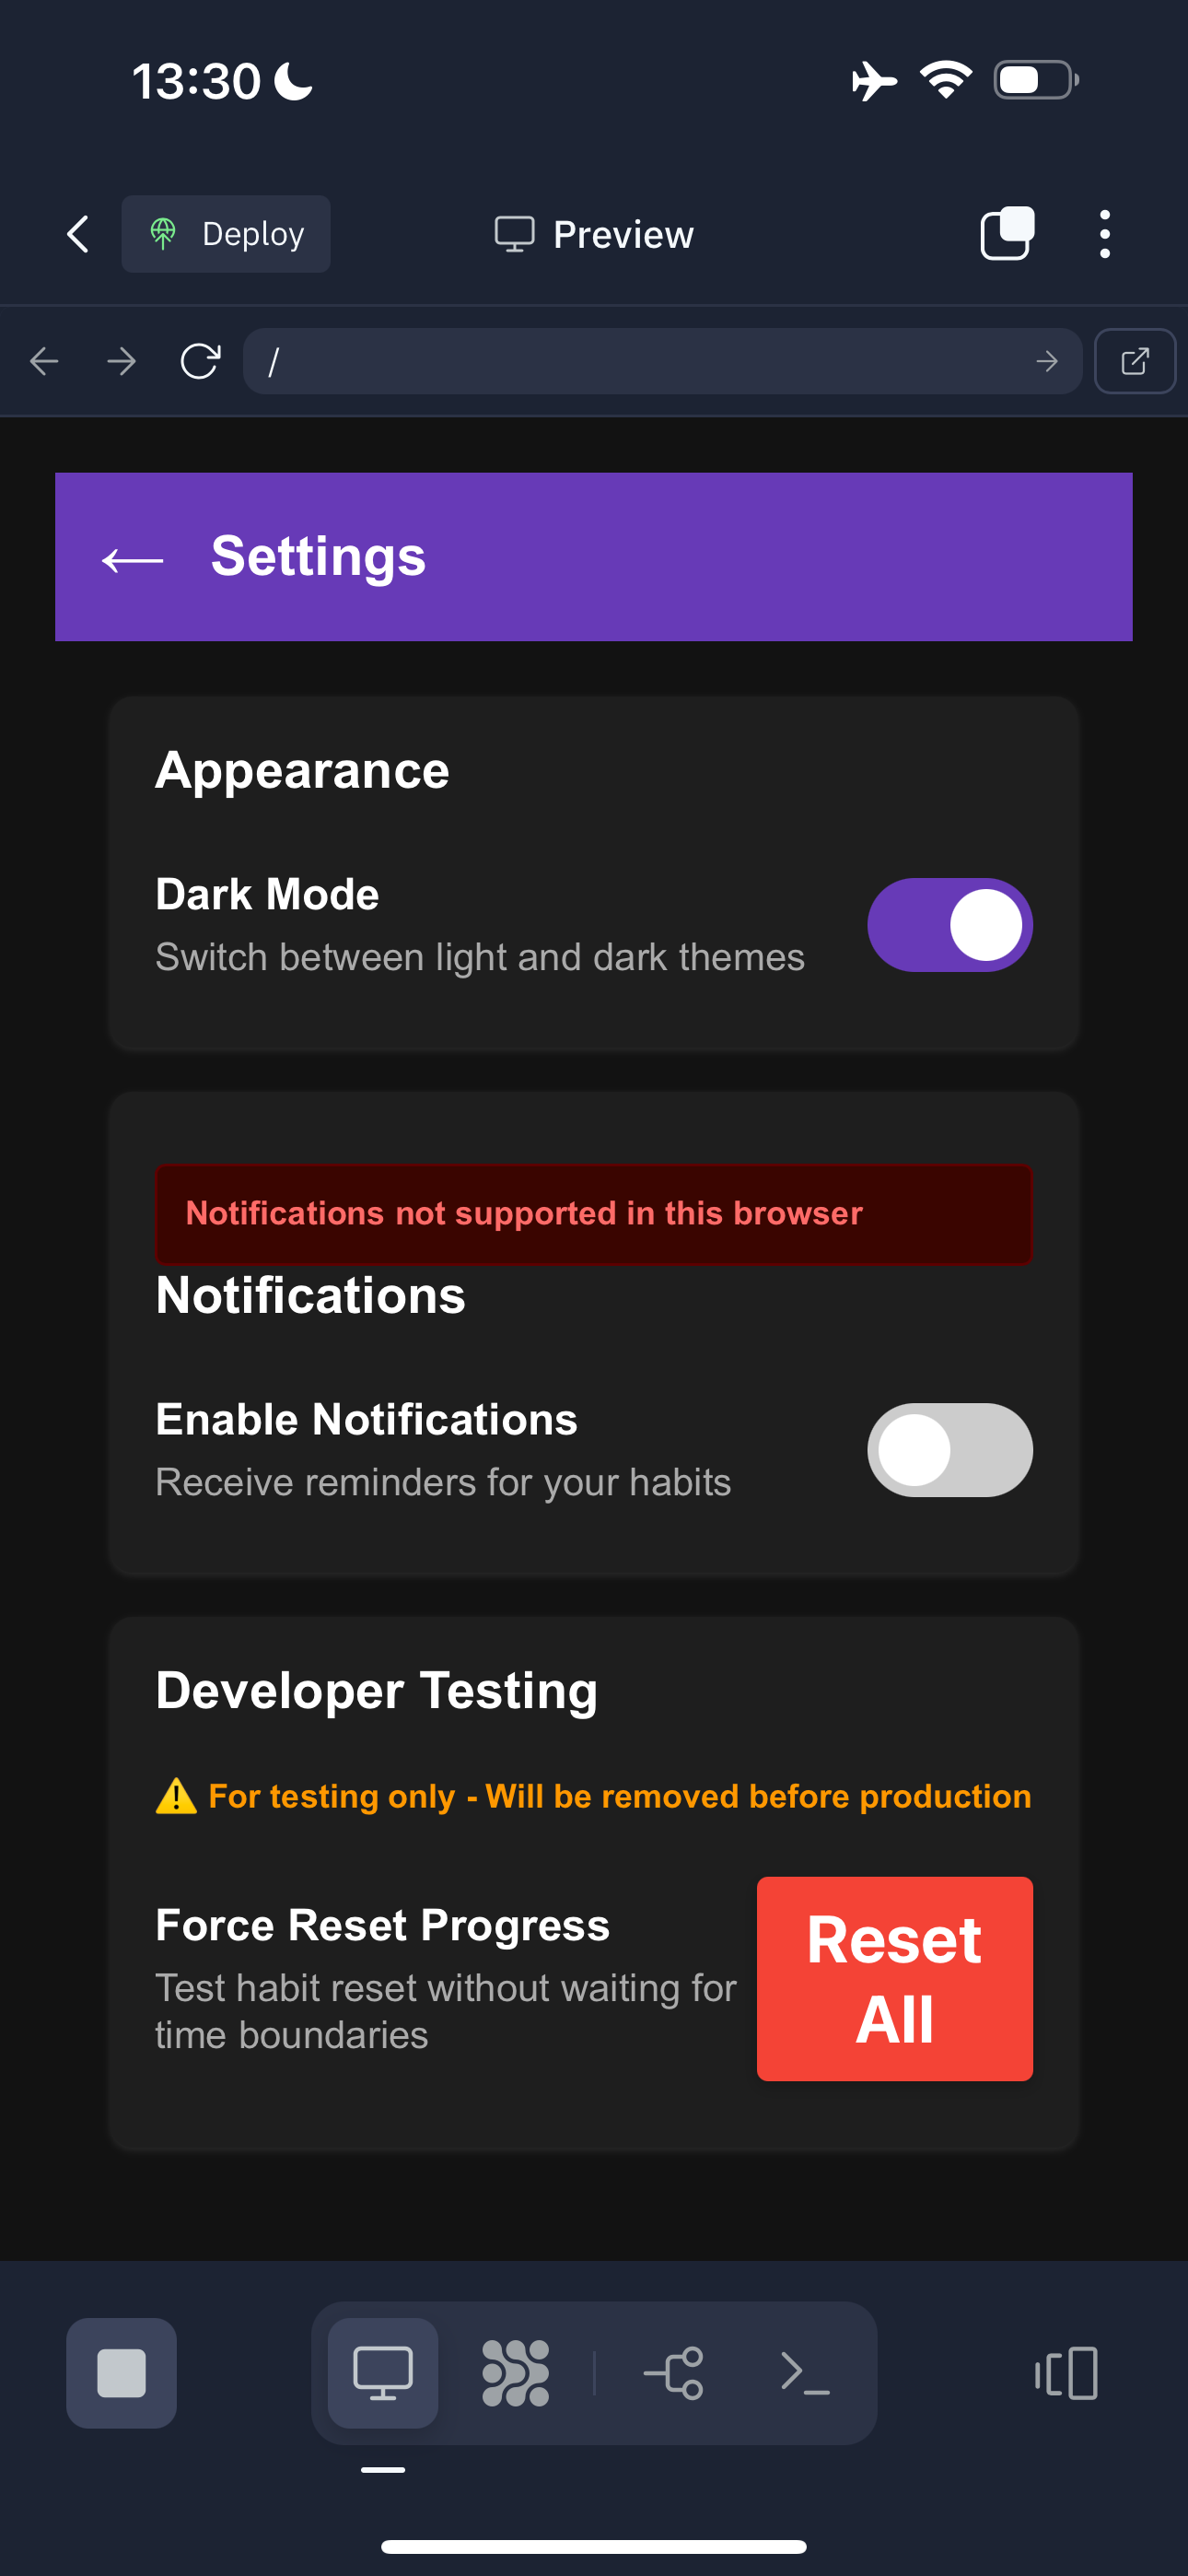 13:30
Deploy
Preview
/
← Settings
Appearance
Dark Mode
Switch between light and dark themes
Notifications not supported in this browser
Notifications
Enable Notifications
Receive reminders for your habits
Developer Testing
⚠️ For testing only - Will be removed before production
Force Reset Progress
Test habit reset without waiting for
time boundaries
Reset
All